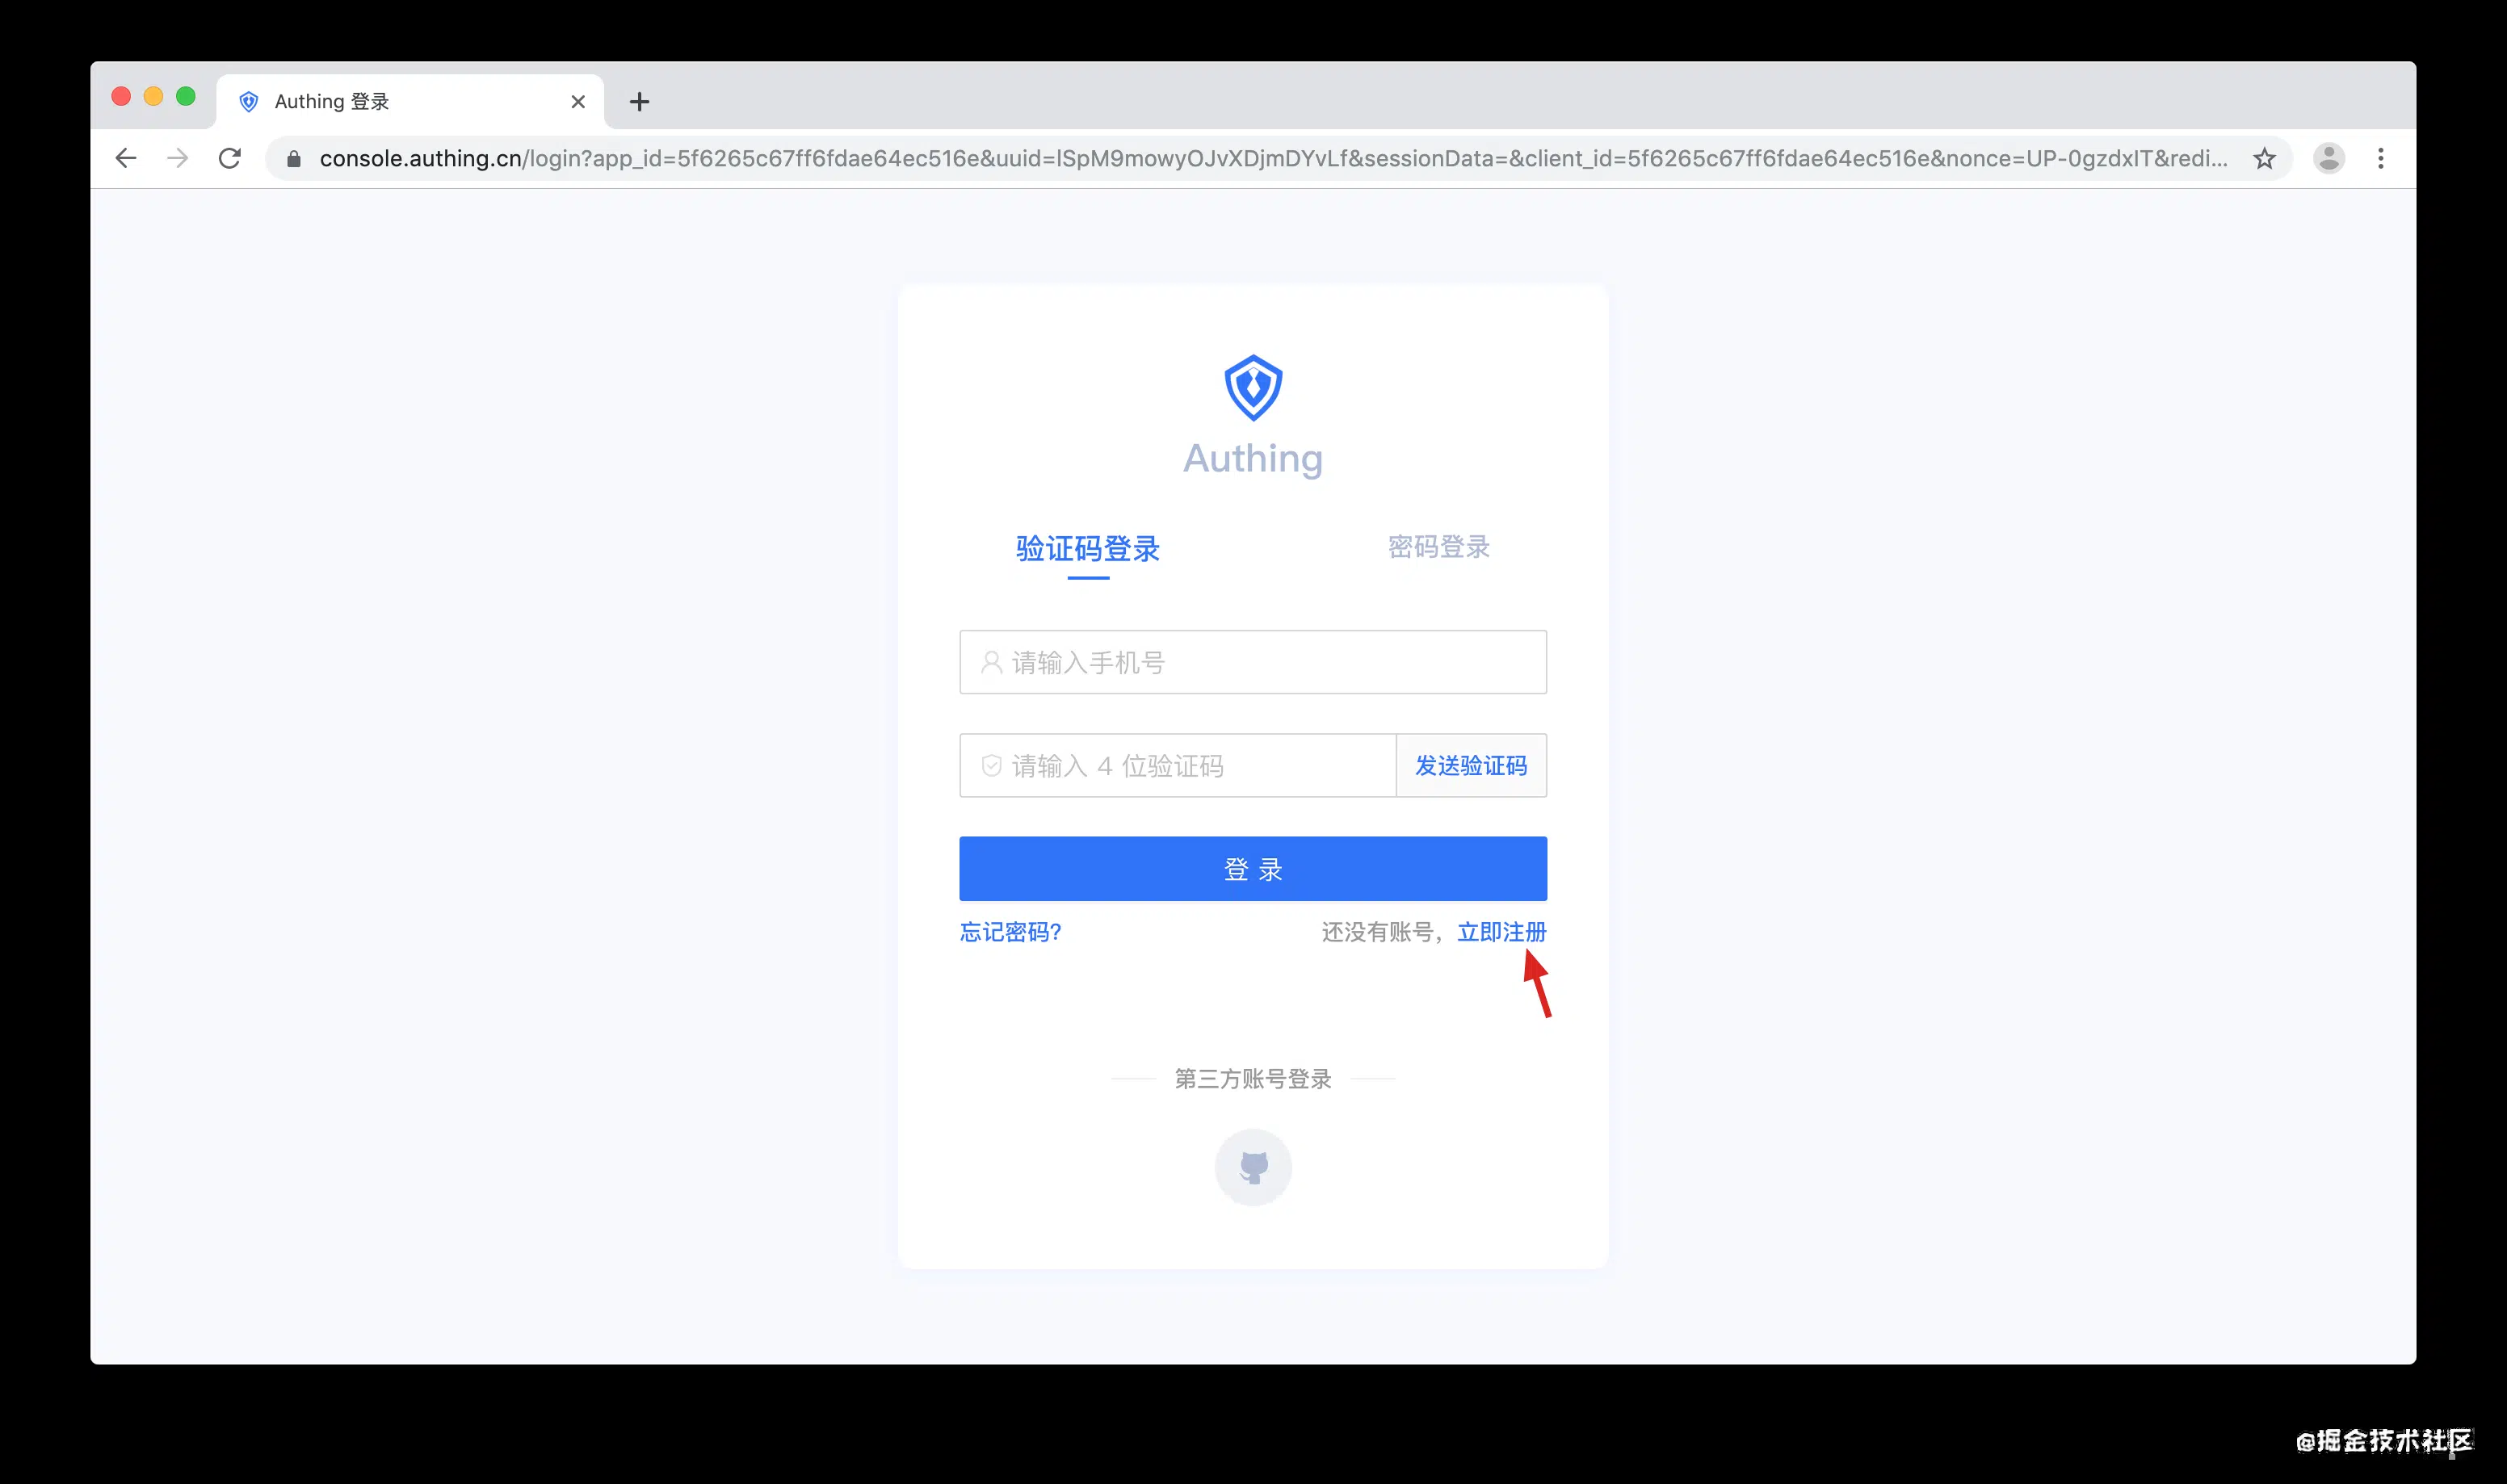 Authing 登录
console.authing.cn/login?app_id=5f6265c67ff6fdae64ec516e&uuid=lSpM9mowyOJvXDjmDYvLf&sessionData=&client_id=5f6265c67ff6fdae64ec516e&nonce=UP-0gzdxIT&redi...
Authing
验证码登录 密码登录
请输入手机号
请输入 4 位验证码 发送验证码
登 录
忘记密码? 还没有账号，立即注册
第三方账号登录
@掘金技术社区